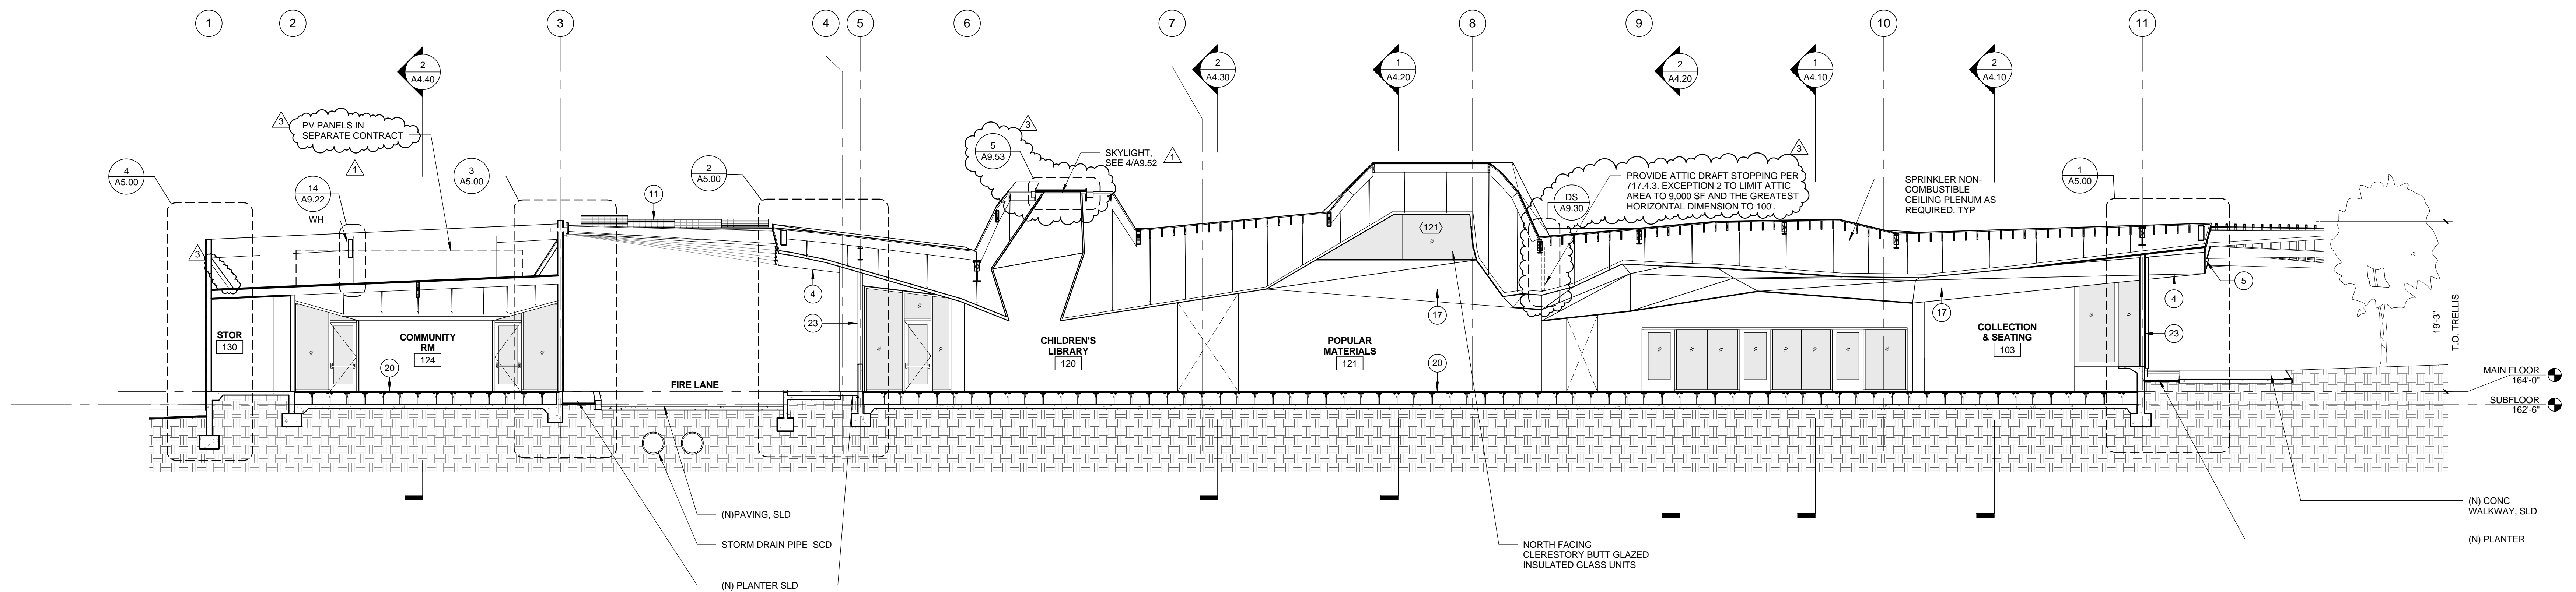 1
2
3
4
5
6
7
8
9
10
11
2
A4.40
2
A4.30
1
A4.20
2
A4.20
1
A4.10
2
A4.10
3
PV PANELS IN
SEPARATE CONTRACT
1
4
A5.00
14
A9.22
WH
3
3
A5.00
11
2
A5.00
3
5
A9.53
SKYLIGHT,
SEE 4/A9.52
1
3
PROVIDE ATTIC DRAFT STOPPING PER
717.4.3. EXCEPTION 2 TO LIMIT ATTIC
AREA TO 9,000 SF AND THE GREATEST
HORIZONTAL DIMENSION TO 100'.
DS
A9.30
SPRINKLER NON-
COMBUSTIBLE
CEILING PLENUM AS
REQUIRED. TYP
1
A5.00
121
4
23
17
17
5
4
23
STOR
130
COMMUNITY
RM
124
20
FIRE LANE
CHILDREN'S
LIBRARY
120
POPULAR
MATERIALS
121
20
COLLECTION
& SEATING
103
19'-3"
T.O. TRELLIS
MAIN FLOOR
164'-0"
SUBFLOOR
162'-6"
(N)PAVING, SLD
STORM DRAIN PIPE SCD
(N) PLANTER SLD
NORTH FACING
CLERESTORY BUTT GLAZED
INSULATED GLASS UNITS
(N) CONC
WALKWAY, SLD
(N) PLANTER